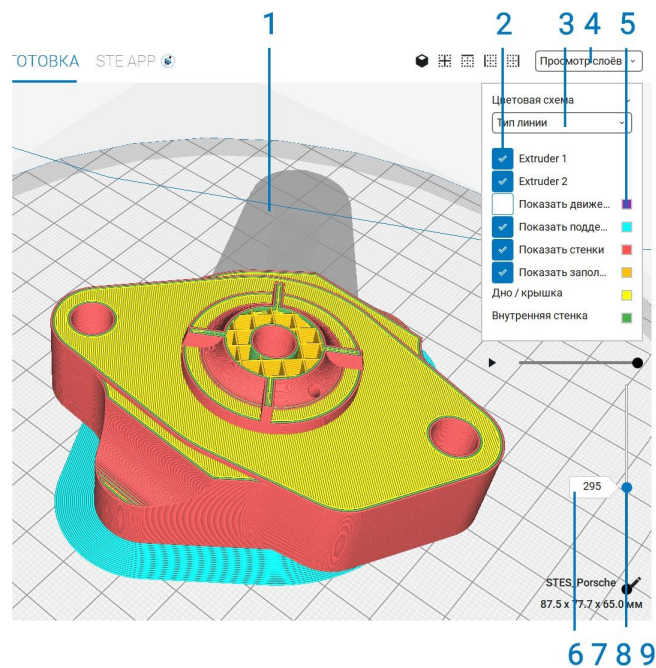 1 2 3 4 5
ОТОВКА STE APP Просмотр слоёв
Цветовая схема
Тип линии
Extruder 1
Extruder 2
Показать движе...
Показать подде...
Показать стенки
Показать запол...
Дно / крышка
Внутренняя стенка
295
STES_Porsche
87.5 x 77.7 x 65.0 мм
6 7 8 9